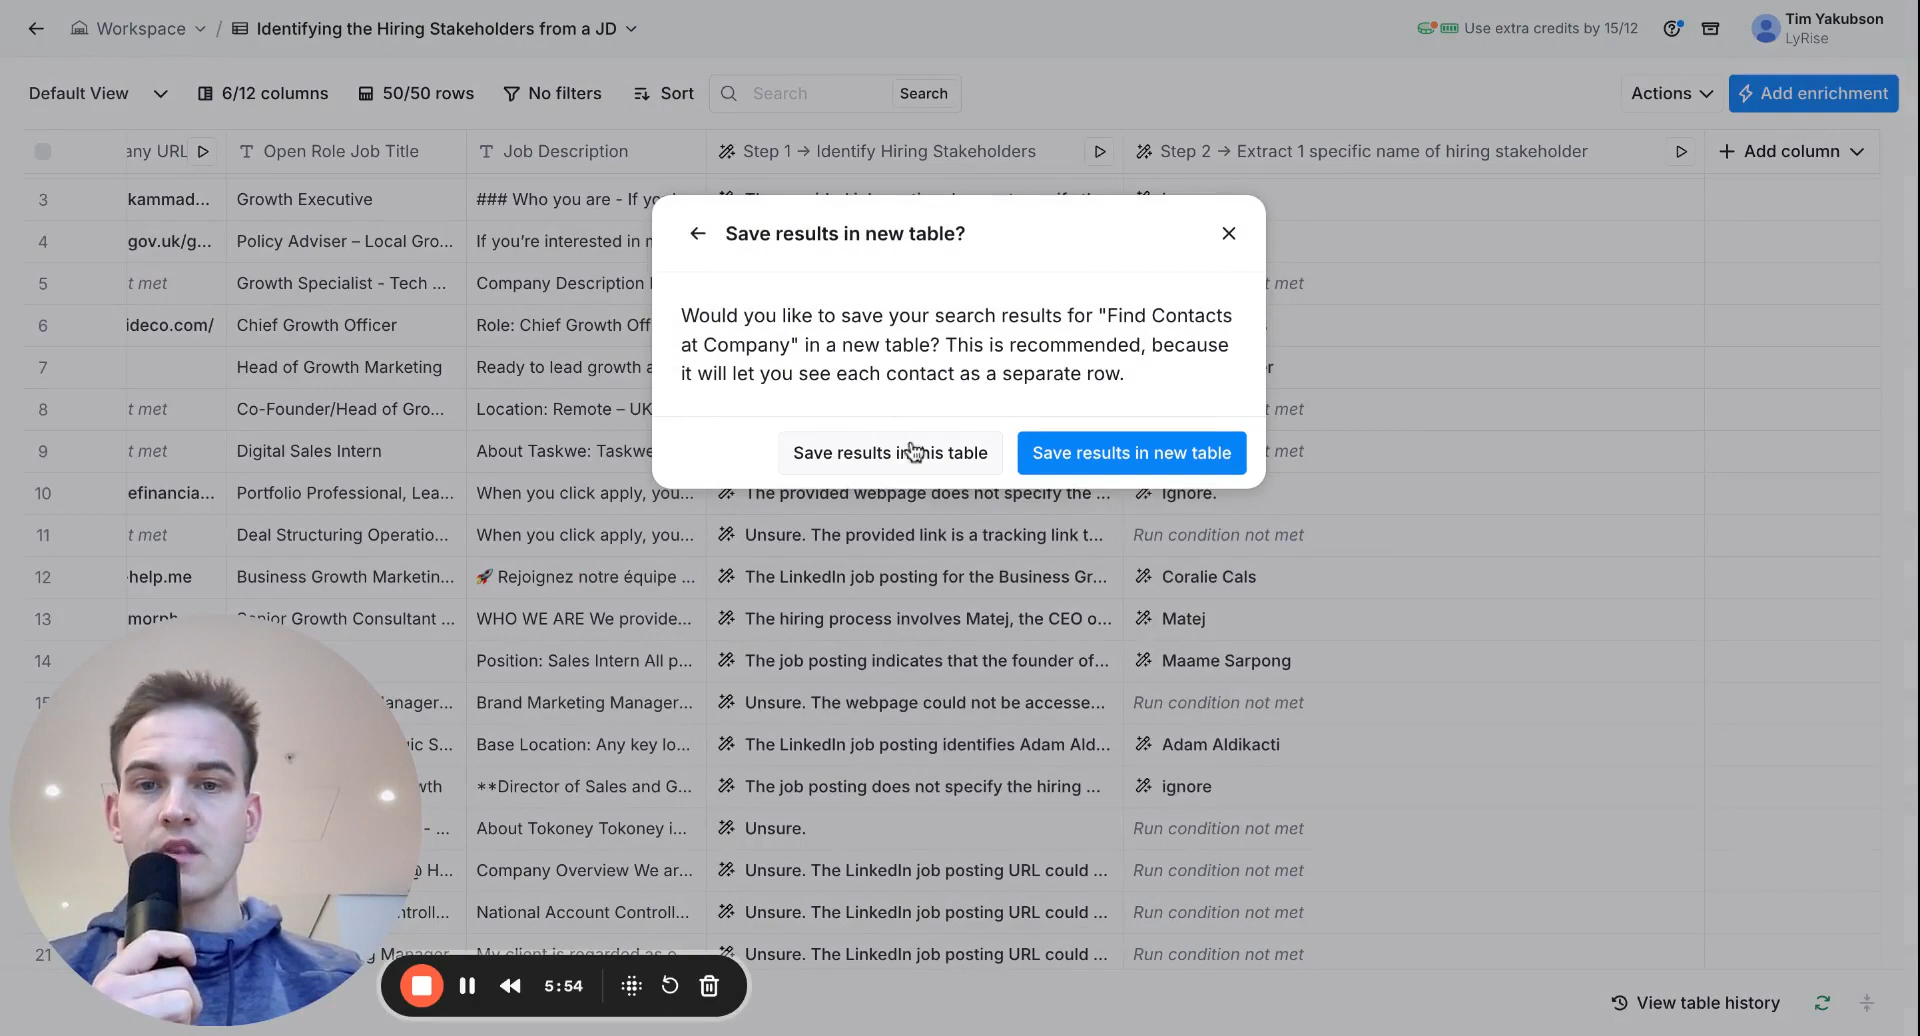 Workspace / Identifying the Hiring Stakeholders from a JD
Use extra credits by 15/12
Tim Yakubson
LyRise
Default View
6/12 columns
50/50 rows
No filters
Sort
Search
Search
Actions
Add enrichment
any URL
Open Role Job Title
Job Description
Step 1 → Identify Hiring Stakeholders
Step 2 → Extract 1 specific name of hiring stakeholder
+ Add column
3 kammad... Growth Executive ### Who you are - If yo
4 gov.uk/g... Policy Adviser – Local Gro... If you're interested in
5 t met Growth Specialist - Tech ... Company Description t met
6 ideco.com/ Chief Growth Officer Role: Chief Growth Off
7 Head of Growth Marketing Ready to lead growth
8 t met Co-Founder/Head of Gro... Location: Remote – UK t met
9 t met Digital Sales Intern About Taskwe: Taskwe t met
10 efinancia... Portfolio Professional, Lea... When you click apply, you... The provided webpage does not specify the ... Ignore.
11 t met Deal Structuring Operatio... When you click apply, you... Unsure. The provided link is a tracking link t... Run condition not met
12 -help.me Business Growth Marketin... 🚀 Rejoignez notre équipe ... The LinkedIn job posting for the Business Gr... Coralie Cals
13 morph Senior Growth Consultant ... WHO WE ARE We provide... The hiring process involves Matej, the CEO o... Matej
14 Position: Sales Intern All p... The job posting indicates that the founder of... Maame Sarpong
15 anager... Brand Marketing Manager... Unsure. The webpage could not be accesse... Run condition not met
ic S... Base Location: Any key lo... The LinkedIn job posting identifies Adam Ald... Adam Aldikacti
wth **Director of Sales and G... The job posting does not specify the hiring ... ignore
- ... About Tokoney Tokoney i... Unsure. Run condition not met
H... Company Overview We ar... Unsure. The LinkedIn job posting URL could ... Run condition not met
ntroll... National Account Controll... Unsure. The LinkedIn job posting URL could ... Run condition not met
21 g Manager My client is regarded as Unsure. The LinkedIn job posting URL could ... Run condition not met
Save results in new table?
Would you like to save your search results for "Find Contacts
at Company" in a new table? This is recommended, because
it will let you see each contact as a separate row.
Save results in this table
Save results in new table
5:54
View table history